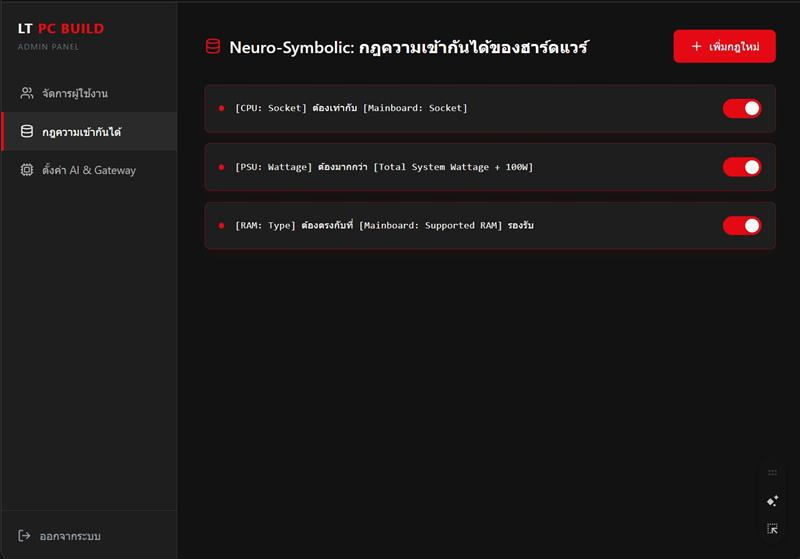 LT PC BUILD
ADMIN PANEL
จัดการผู้ใช้งาน
กฎความเข้ากันได้
ตั้งค่า AI & Gateway
ออกจากระบบ
Neuro-Symbolic: กฎความเข้ากันได้ของฮาร์ดแวร์
+ เพิ่มกฎใหม่
[CPU: Socket] ต้องเท่ากับ [Mainboard: Socket]
[PSU: Wattage] ต้องมากกว่า [Total System Wattage + 100W]
[RAM: Type] ต้องตรงกับที่ [Mainboard: Supported RAM] รองรับ